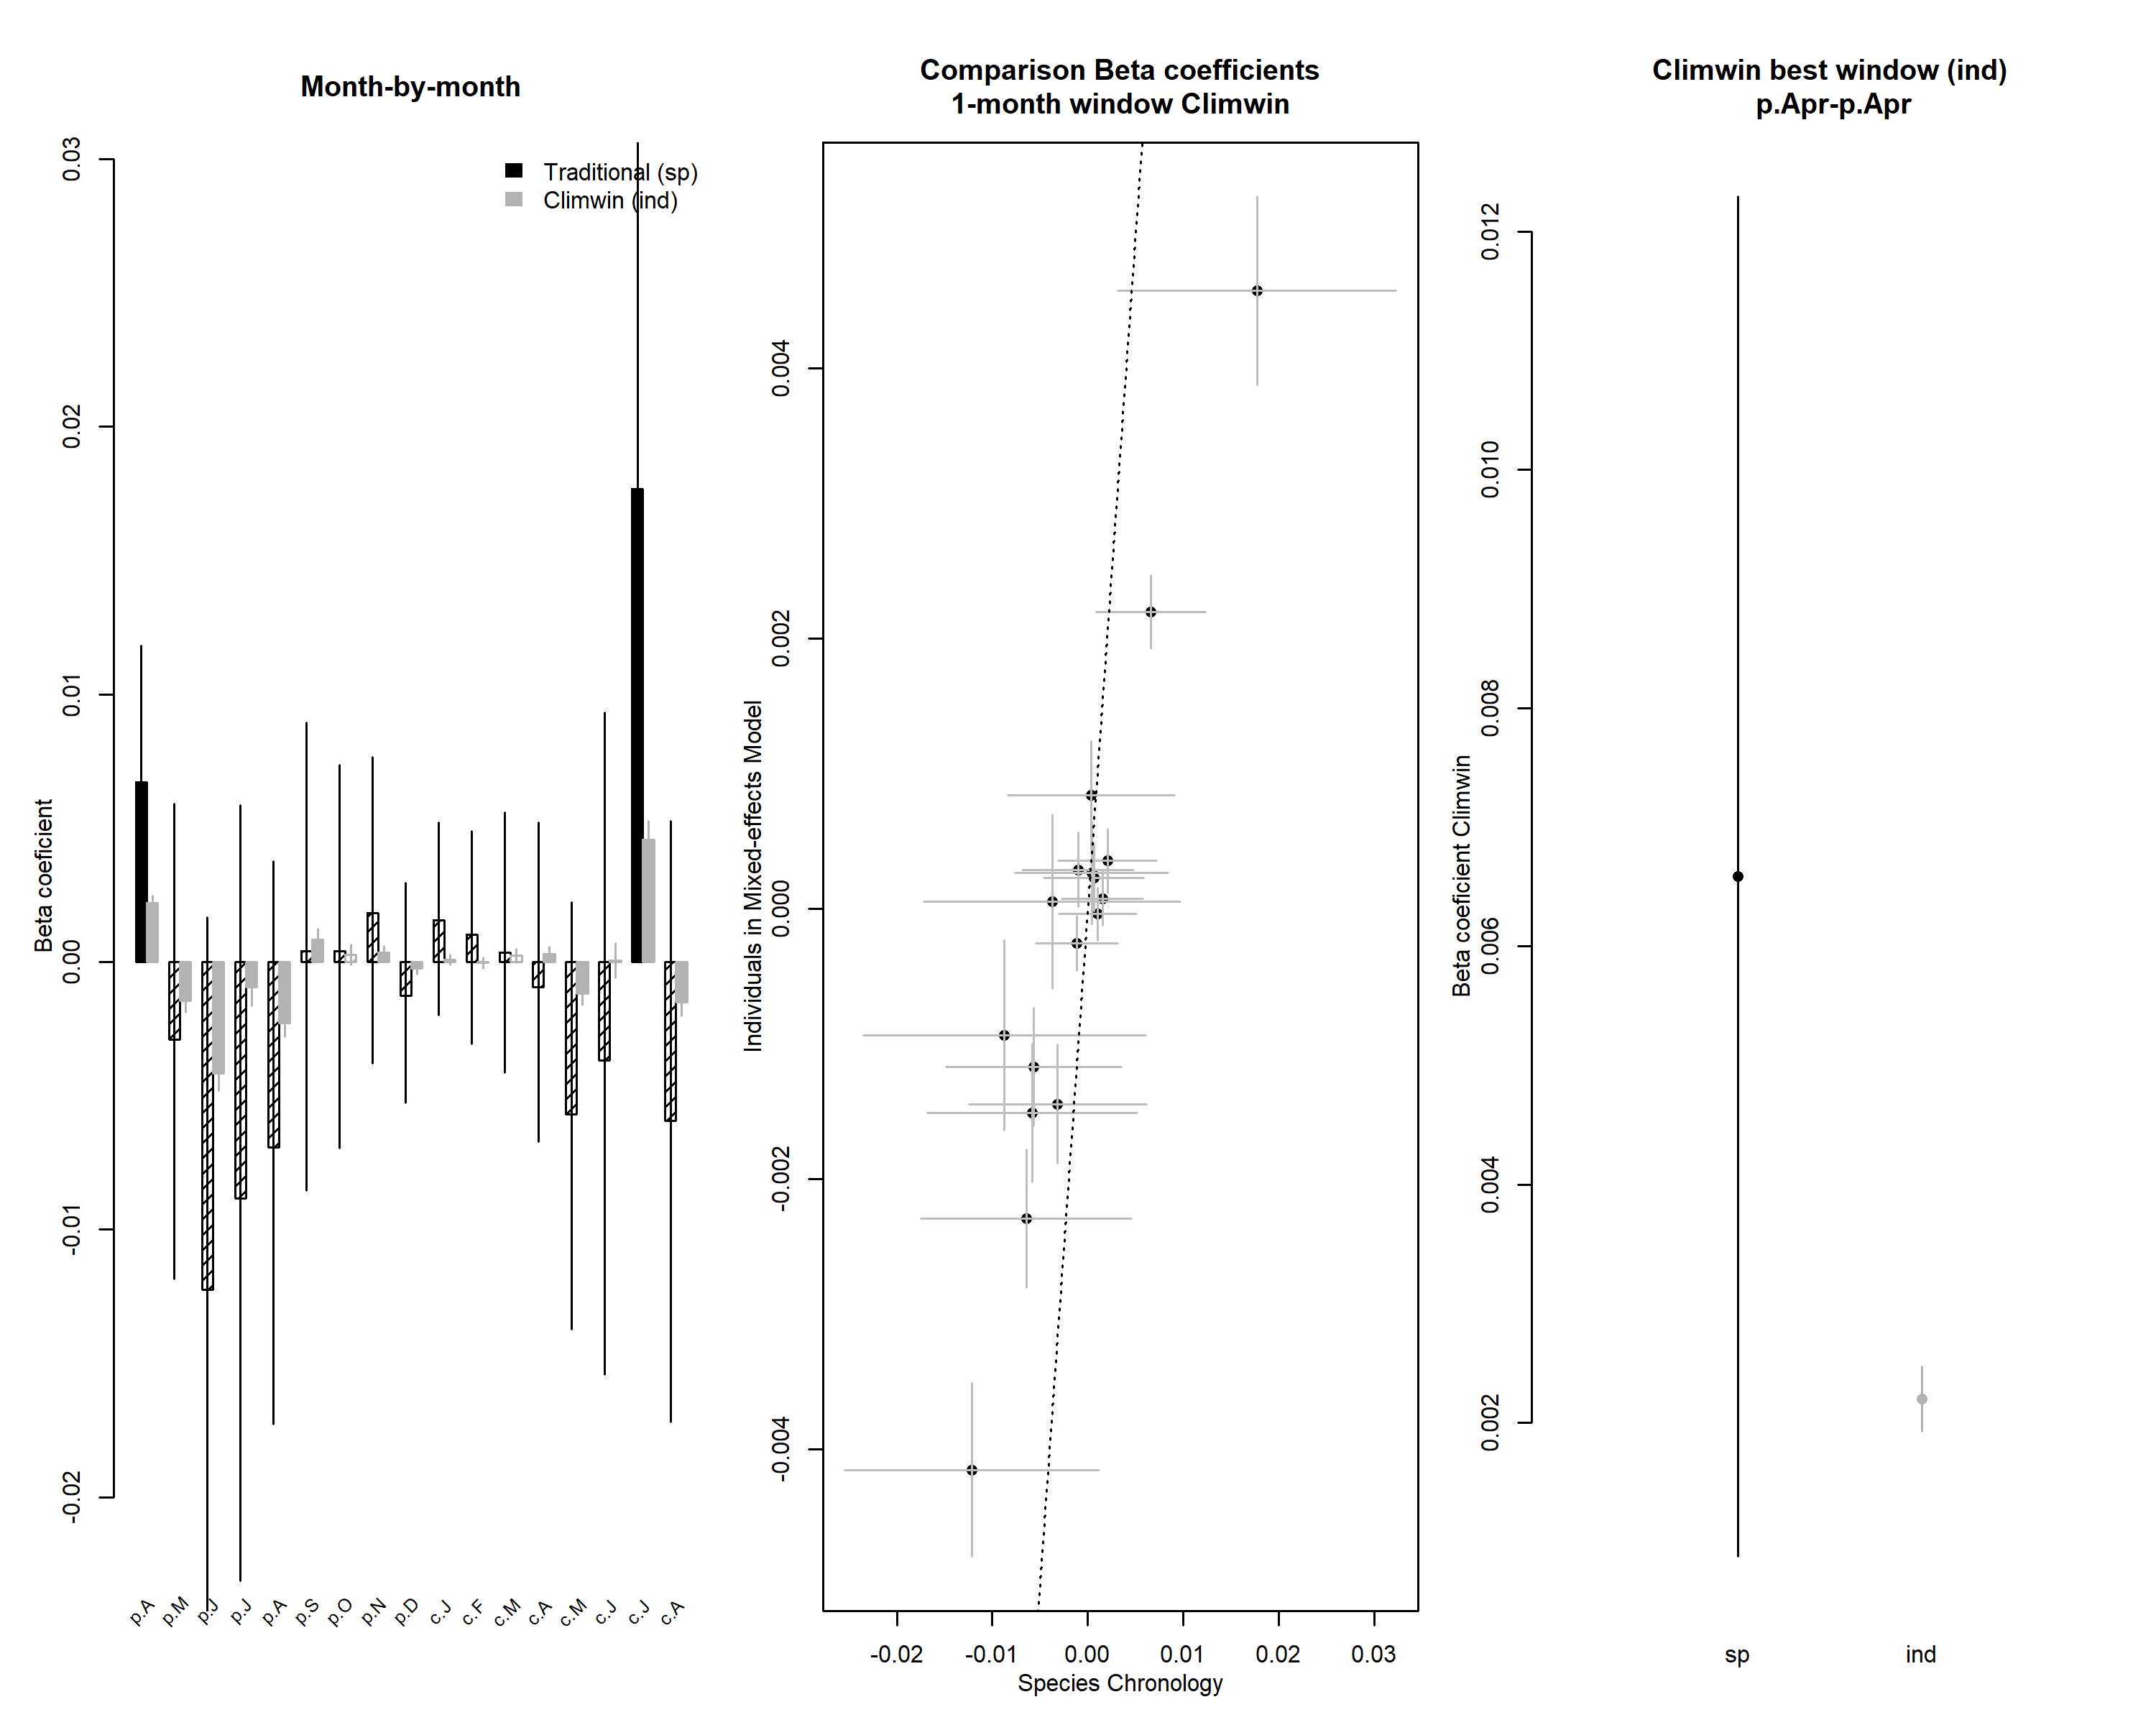 Month-by-month
Traditional (sp)
Climwin (ind)
Beta coeficient
0.03
0.02
0.01
0.00
-0.01
-0.02
p.A
p.M
p.J
p.J
p.A
p.S
p.O
p.N
p.D
c.J
c.F
c.M
c.A
c.M
c.J
c.J
c.A
Comparison Beta coefficients
1-month window Climwin
Individuals in Mixed-effects Model
0.004
0.002
0.000
-0.002
-0.004
-0.02
-0.01
0.00
0.01
0.02
0.03
Species Chronology
Climwin best window (ind)
p.Apr-p.Apr
Beta coeficient Climwin
0.012
0.010
0.008
0.006
0.004
0.002
sp
ind